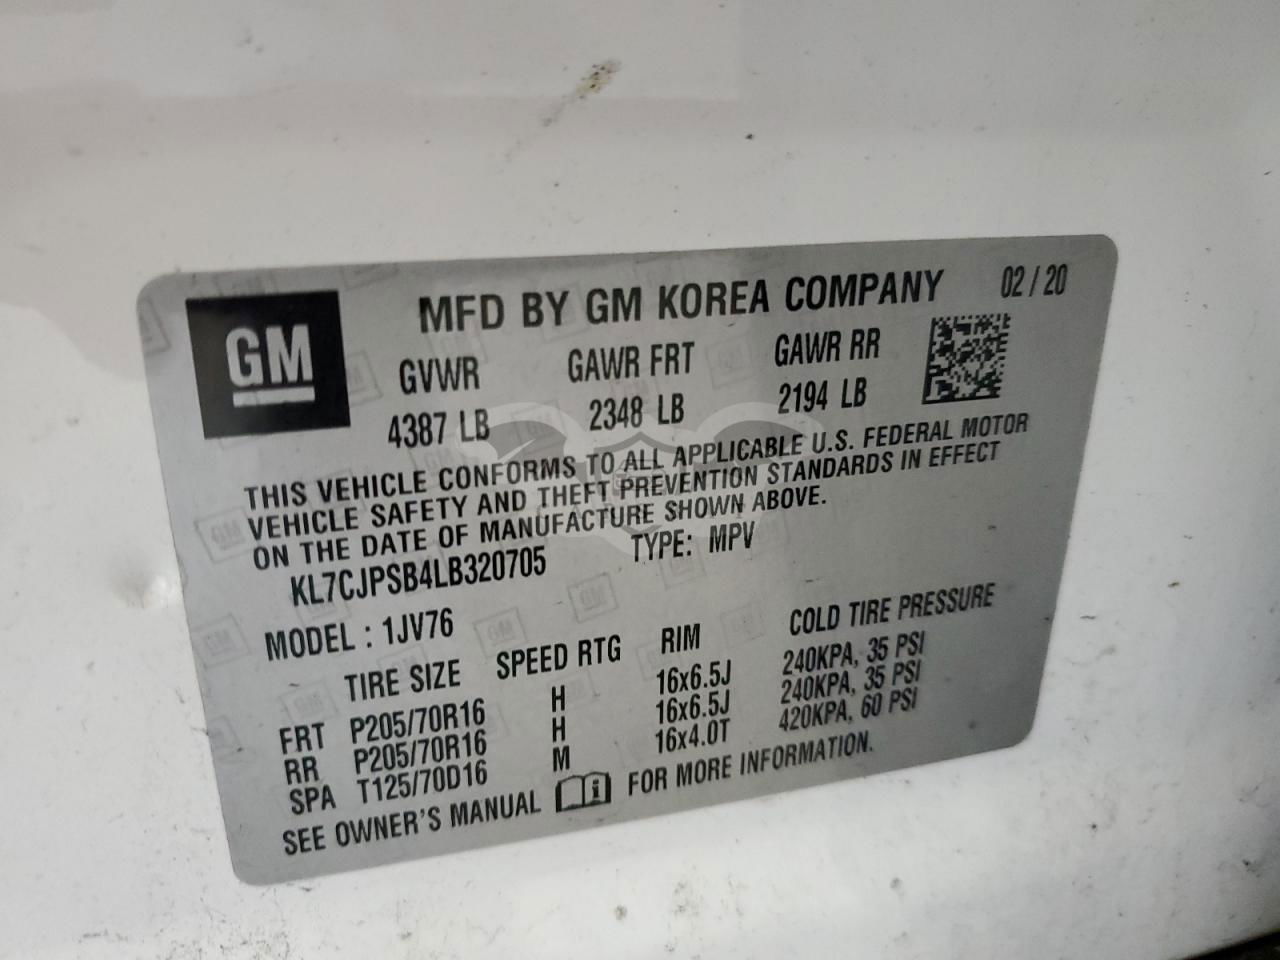 GM
MFD BY GM KOREA COMPANY 02/20
GVWR GAWR FRT GAWR RR
4387 LB 2348 LB 2194 LB
THIS VEHICLE CONFORMS TO ALL APPLICABLE U.S. FEDERAL MOTOR
VEHICLE SAFETY AND THEFT PREVENTION STANDARDS IN EFFECT
ON THE DATE OF MANUFACTURE SHOWN ABOVE.
KL7CJPSB4LB320705 TYPE: MPV
MODEL : 1JV76
TIRE SIZE SPEED RTG RIM COLD TIRE PRESSURE
FRT P205/70R16 H 16x6.5J 240KPA, 35 PSI
RR P205/70R16 H 16x6.5J 240KPA, 35 PSI
SPA T125/70D16 M 16x4.0T 420KPA, 60 PSI
SEE OWNER'S MANUAL i FOR MORE INFORMATION.